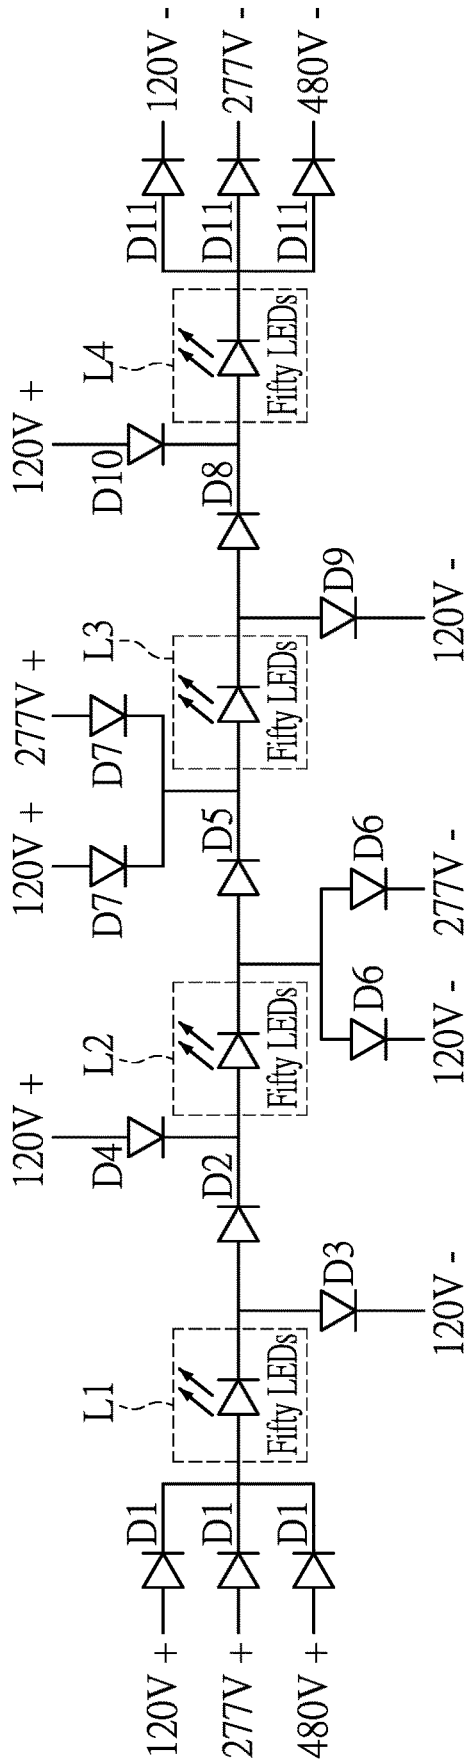 120V +
277V +
480V +
D1
D1
D1
L1
Fifty LEDs
D3
120V -
D2
120V +
D4
L2
Fifty LEDs
D6
D6
120V -
277V -
D5
120V +
277V +
D7
D7
L3
Fifty LEDs
D9
120V -
D8
120V +
D10
L4
Fifty LEDs
D11
D11
D11
120V -
277V -
480V -